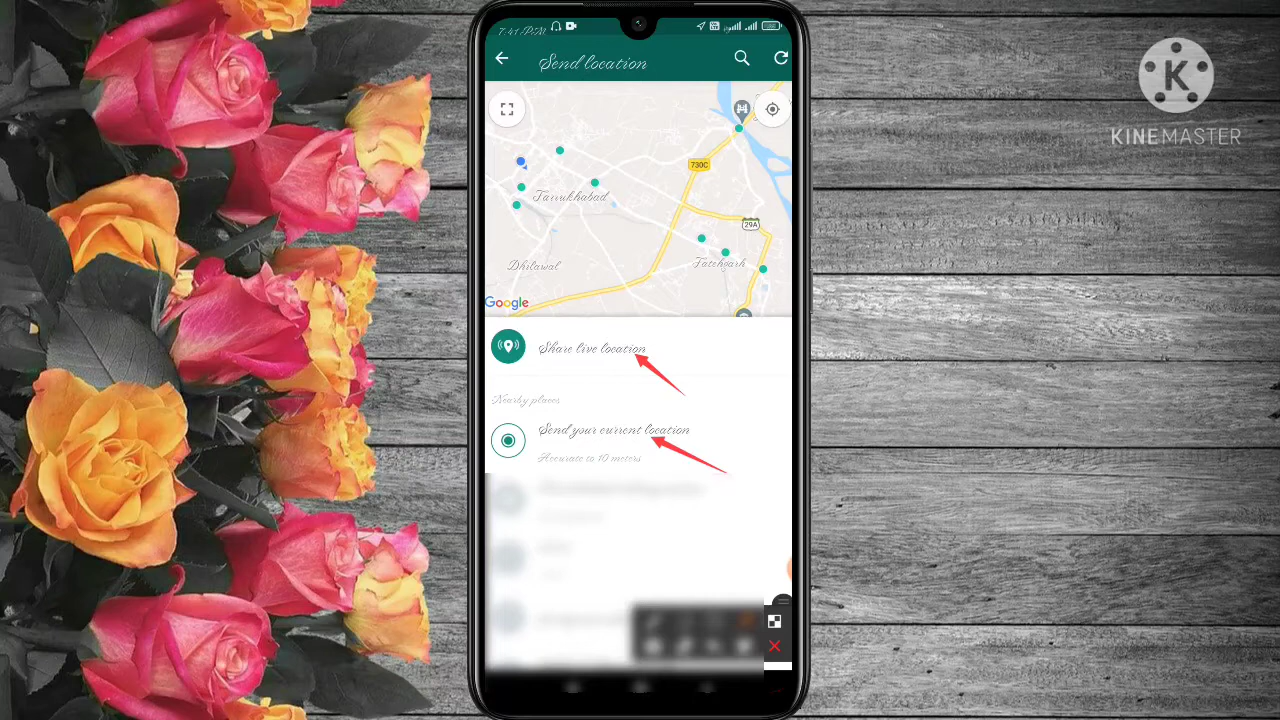 7:41 PM
Send location
KINEMASTER
730C
Farrukhabad
29A
Dhilawal
Fatehgarh
Google
Share live location
Nearby places
Send your current location
Accurate to 10 meters